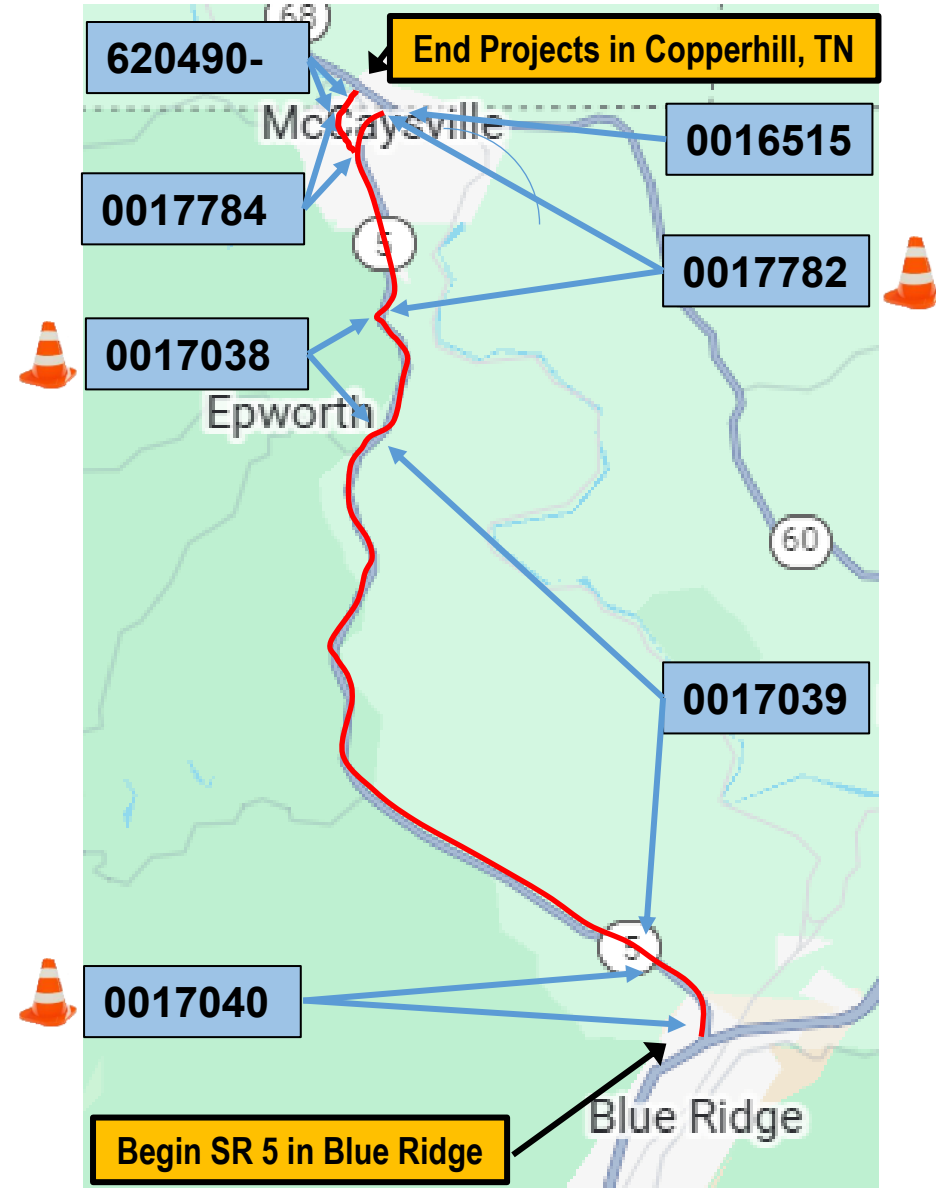 68
End Projects in Copperhill, TN
620490-
McCaysville
0016515
0017784
5
0017782
0017038
Epworth
60
0017039
5
0017040
Blue Ridge
Begin SR 5 in Blue Ridge